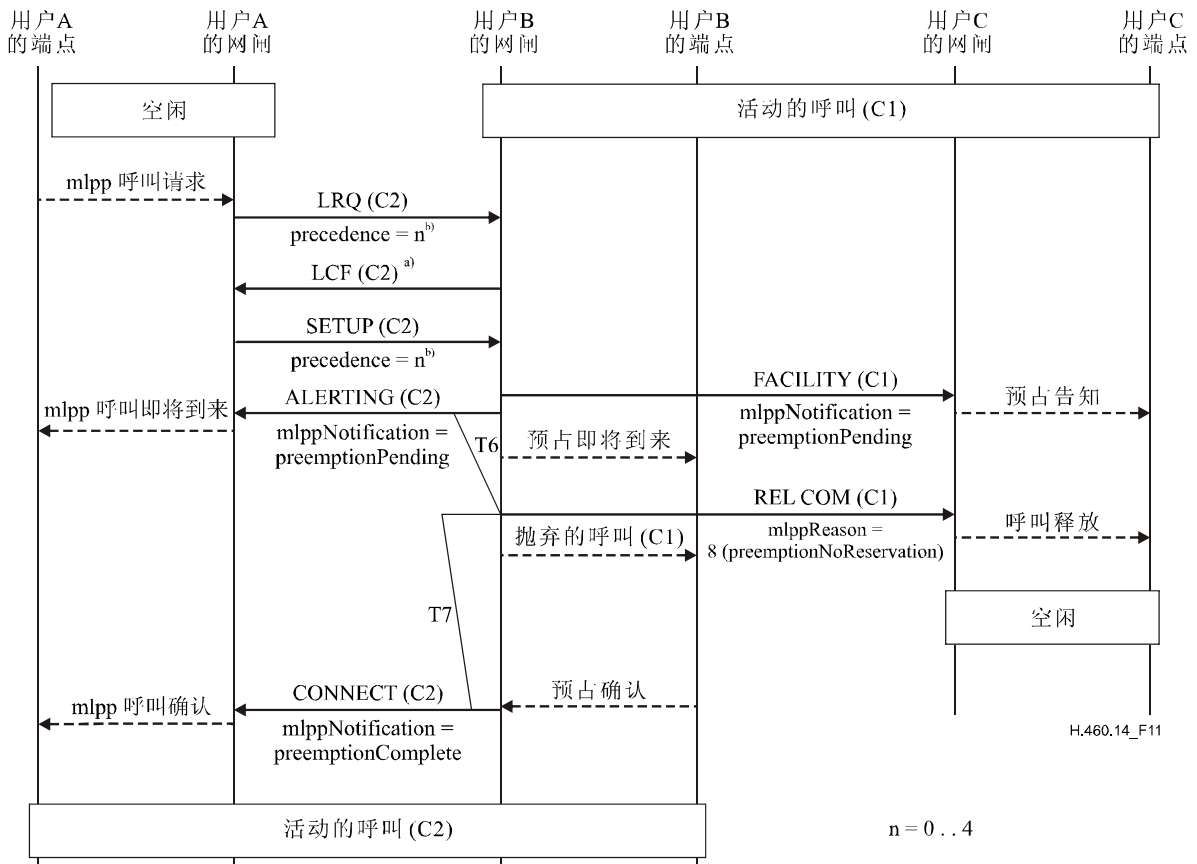 用户A
的端点
用户A
的网闸
用户B
的网闸
用户B
的端点
用户C
的网闸
用户C
的端点
空闲
活动的呼叫(C1)
mlpp 呼叫请求
LRQ (C2)
precedence = n b)
LCF (C2) a)
SETUP (C2)
precedence = n b)
mlpp 呼叫即将到来
ALERTING (C2)
mlppNotification =
preemptionPending
FACILITY (C1)
mlppNotification =
preemptionPending
预占告知
T6
预占即将到来
REL COM (C1)
mlppReason =
8 (preemptionNoReservation)
呼叫释放
抛弃的呼叫(C1)
T7
空闲
mlpp 呼叫确认
CONNECT (C2)
mlppNotification =
preemptionComplete
预占确认
H.460.14_F11
活动的呼叫(C2)
n = 0 . . 4